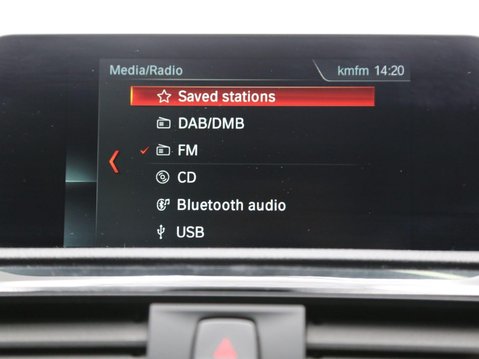 Media/Radio kmfm 14:20
Saved stations
DAB/DMB
FM
CD
Bluetooth audio
USB